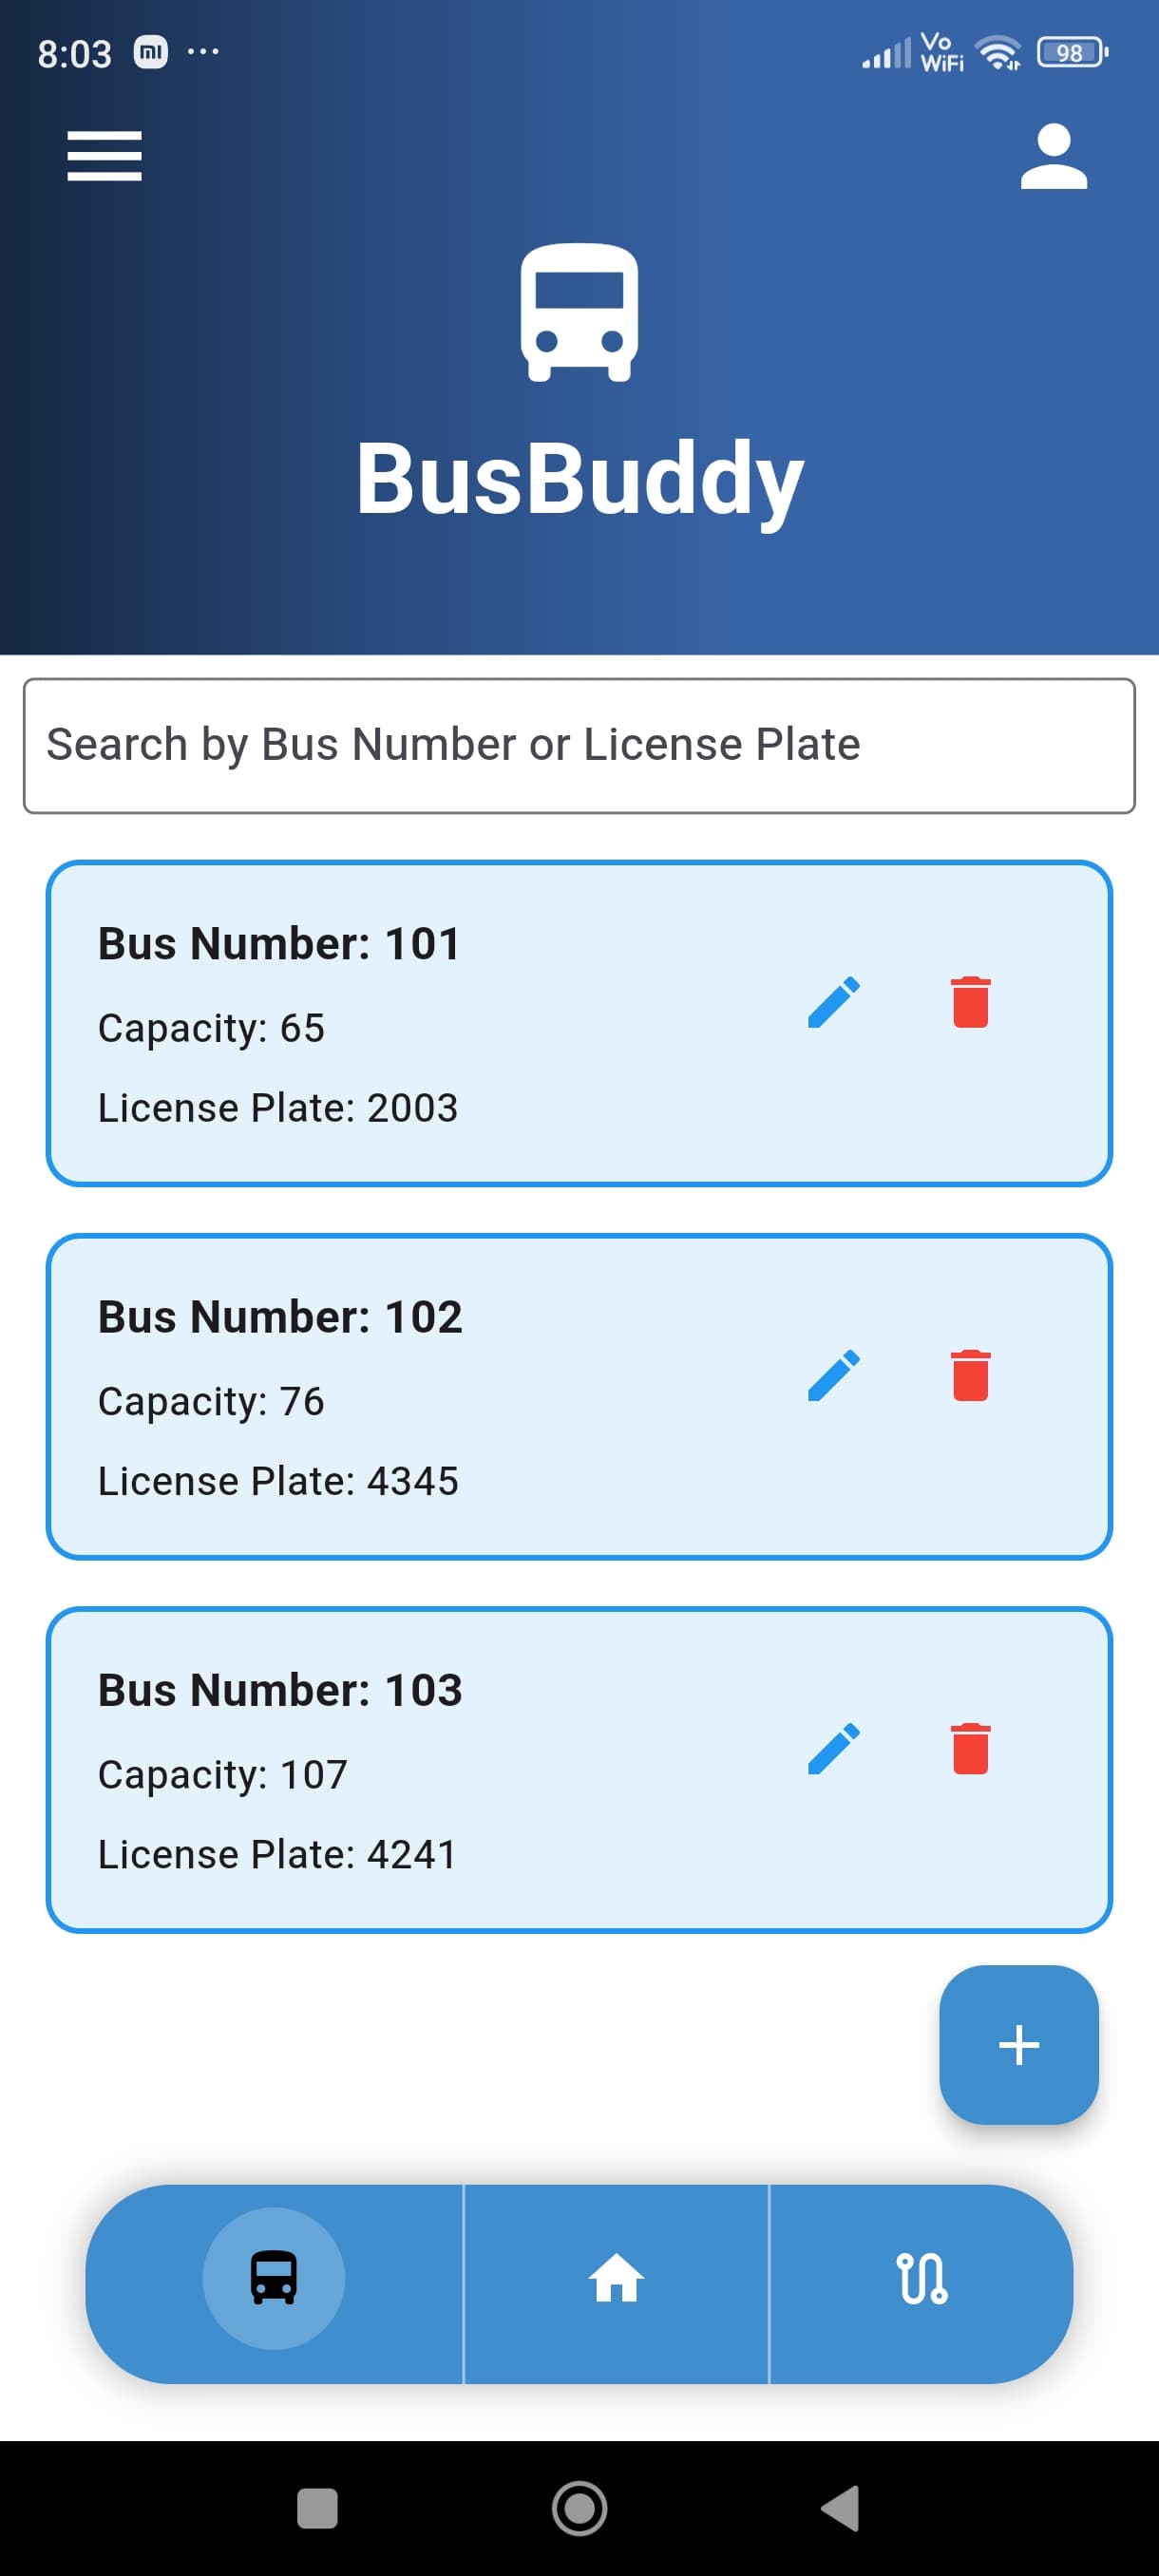 8:03 mi ... Vo WiFi 98
BusBuddy
Search by Bus Number or License Plate
Bus Number: 101
Capacity: 65
License Plate: 2003
Bus Number: 102
Capacity: 76
License Plate: 4345
Bus Number: 103
Capacity: 107
License Plate: 4241
+